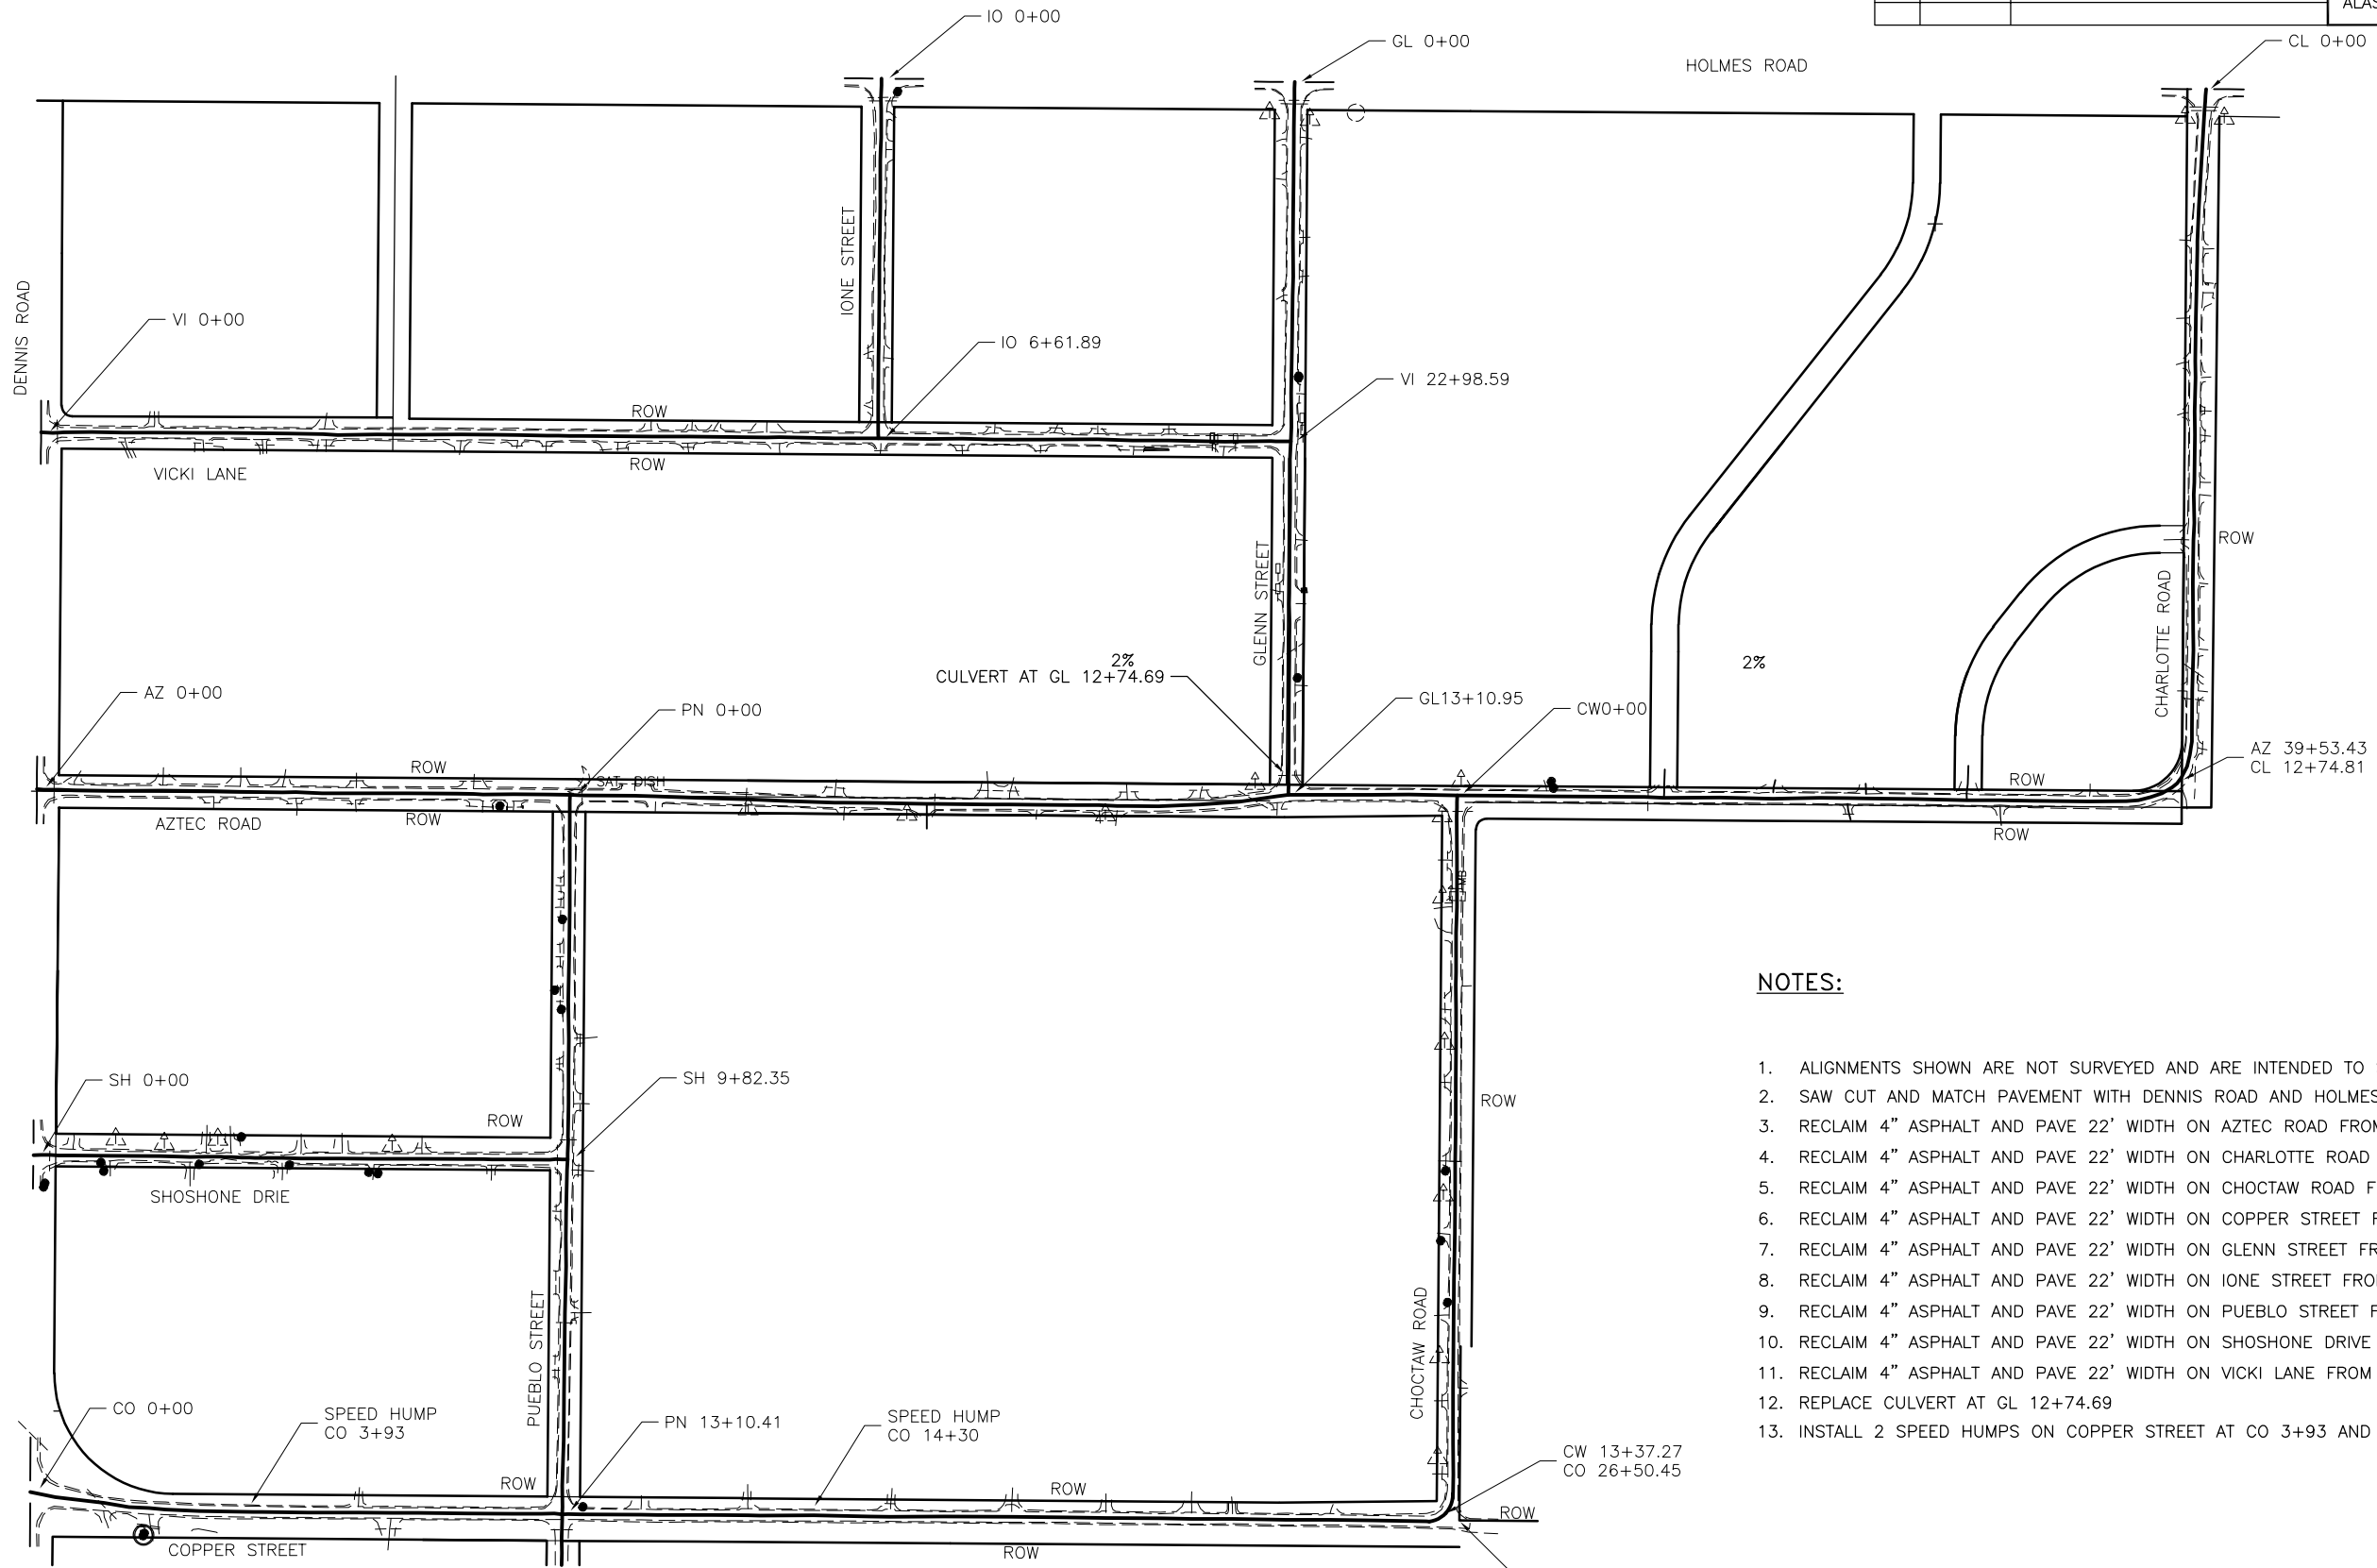 ALAS
IO 0+00
GL 0+00
CL 0+00
HOLMES ROAD
DENNIS ROAD
IONE STREET
VI 0+00
IO 6+61.89
VI 22+98.59
ROW
ROW
VICKI LANE
GLENN STREET
ROW
CHARLOTTE ROAD
2%
2%
CULVERT AT GL 12+74.69
AZ 0+00
PN 0+00
GL13+10.95
CW0+00
AZ 39+53.43
CL 12+74.81
ROW
SAT. DISH
ROW
AZTEC ROAD
ROW
ROW
MB
NOTES:
1. ALIGNMENTS SHOWN ARE NOT SURVEYED AND ARE INTENDED TO
2. SAW CUT AND MATCH PAVEMENT WITH DENNIS ROAD AND HOLMES
3. RECLAIM 4" ASPHALT AND PAVE 22' WIDTH ON AZTEC ROAD FROM
4. RECLAIM 4" ASPHALT AND PAVE 22' WIDTH ON CHARLOTTE ROAD
5. RECLAIM 4" ASPHALT AND PAVE 22' WIDTH ON CHOCTAW ROAD F
6. RECLAIM 4" ASPHALT AND PAVE 22' WIDTH ON COPPER STREET F
7. RECLAIM 4" ASPHALT AND PAVE 22' WIDTH ON GLENN STREET FR
8. RECLAIM 4" ASPHALT AND PAVE 22' WIDTH ON IONE STREET FRO
9. RECLAIM 4" ASPHALT AND PAVE 22' WIDTH ON PUEBLO STREET F
10. RECLAIM 4" ASPHALT AND PAVE 22' WIDTH ON SHOSHONE DRIVE
11. RECLAIM 4" ASPHALT AND PAVE 22' WIDTH ON VICKI LANE FROM
12. REPLACE CULVERT AT GL 12+74.69
13. INSTALL 2 SPEED HUMPS ON COPPER STREET AT CO 3+93 AND
SH 0+00
SH 9+82.35
ROW
ROW
SHOSHONE DRIE
PUEBLO STREET
CHOCTAW ROAD
CO 0+00
SPEED HUMP
CO 3+93
PN 13+10.41
SPEED HUMP
CO 14+30
CW 13+37.27
CO 26+50.45
ROW
ROW
ROW
COPPER STREET
ROW